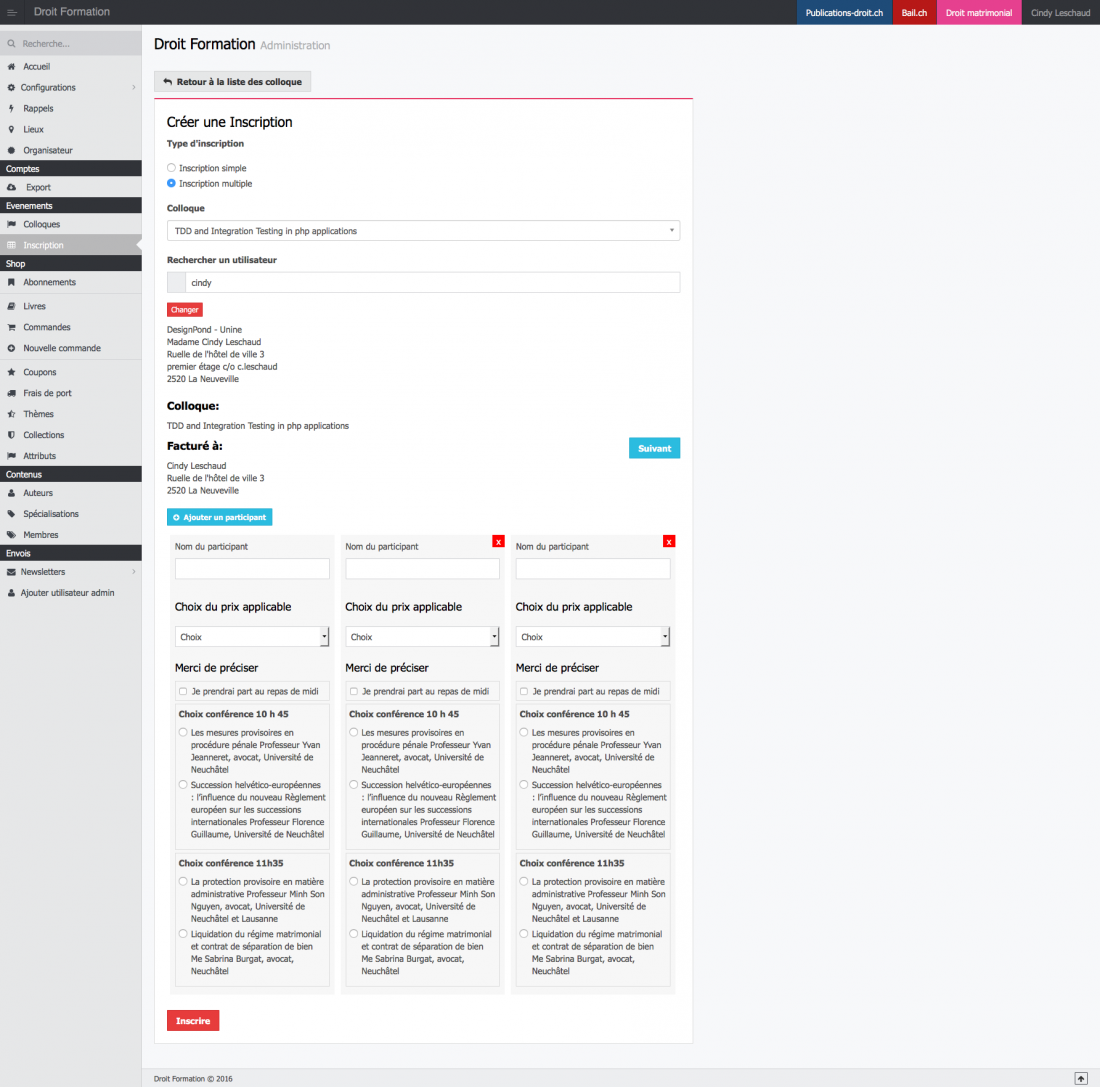 Droit Formation
Publications-droit.ch
Bail.ch
Droit matrimonial
Cindy Leschaud
Recherche...
Accueil
Configurations
Rappels
Lieux
Organisateur
Comptes
Export
Evenements
Colloques
Inscription
Shop
Abonnements
Livres
Commandes
Nouvelle commande
Coupons
Frais de port
Thèmes
Collections
Attributs
Contenus
Auteurs
Spécialisations
Membres
Envois
Newsletters
Ajouter utilisateur admin
Droit Formation Administration
Retour à la liste des colloque
Créer une Inscription
Type d'inscription
Inscription simple
Inscription multiple
Colloque
TDD and Integration Testing in php applications
Rechercher un utilisateur
cindy
Changer
DesignPond - Unine
Madame Cindy Leschaud
Ruelle de l'hôtel de ville 3
premier étage c/o c.leschaud
2520 La Neuveville
Colloque:
TDD and Integration Testing in php applications
Facturé à:
Suivant
Cindy Leschaud
Ruelle de l'hôtel de ville 3
2520 La Neuveville
Ajouter un participant
Nom du participant
Choix du prix applicable
Choix
Merci de préciser
Je prendrai part au repas de midi
Choix conférence 10 h 45
Les mesures provisoires en
procédure pénale Professeur Yvan
Jeanneret, avocat, Université de
Neuchâtel
Succession helvético-européennes
: l'influence du nouveau Règlement
européen sur les successions
internationales Professeur Florence
Guillaume, Université de Neuchâtel
Choix conférence 11h35
La protection provisoire en matière
administrative Professeur Minh Son
Nguyen, avocat, Université de
Neuchâtel et Lausanne
Liquidation du régime matrimonial
et contrat de séparation de bien
Me Sabrina Burgat, avocat,
Neuchâtel
x
Nom du participant
Choix du prix applicable
Choix
Merci de préciser
Je prendrai part au repas de midi
Choix conférence 10 h 45
Les mesures provisoires en
procédure pénale Professeur Yvan
Jeanneret, avocat, Université de
Neuchâtel
Succession helvético-européennes
: l'influence du nouveau Règlement
européen sur les successions
internationales Professeur Florence
Guillaume, Université de Neuchâtel
Choix conférence 11h35
La protection provisoire en matière
administrative Professeur Minh Son
Nguyen, avocat, Université de
Neuchâtel et Lausanne
Liquidation du régime matrimonial
et contrat de séparation de bien
Me Sabrina Burgat, avocat,
Neuchâtel
x
Nom du participant
Choix du prix applicable
Choix
Merci de préciser
Je prendrai part au repas de midi
Choix conférence 10 h 45
Les mesures provisoires en
procédure pénale Professeur Yvan
Jeanneret, avocat, Université de
Neuchâtel
Succession helvético-européennes
: l'influence du nouveau Règlement
européen sur les successions
internationales Professeur Florence
Guillaume, Université de Neuchâtel
Choix conférence 11h35
La protection provisoire en matière
administrative Professeur Minh Son
Nguyen, avocat, Université de
Neuchâtel et Lausanne
Liquidation du régime matrimonial
et contrat de séparation de bien
Me Sabrina Burgat, avocat,
Neuchâtel
Inscrire
Droit Formation © 2016